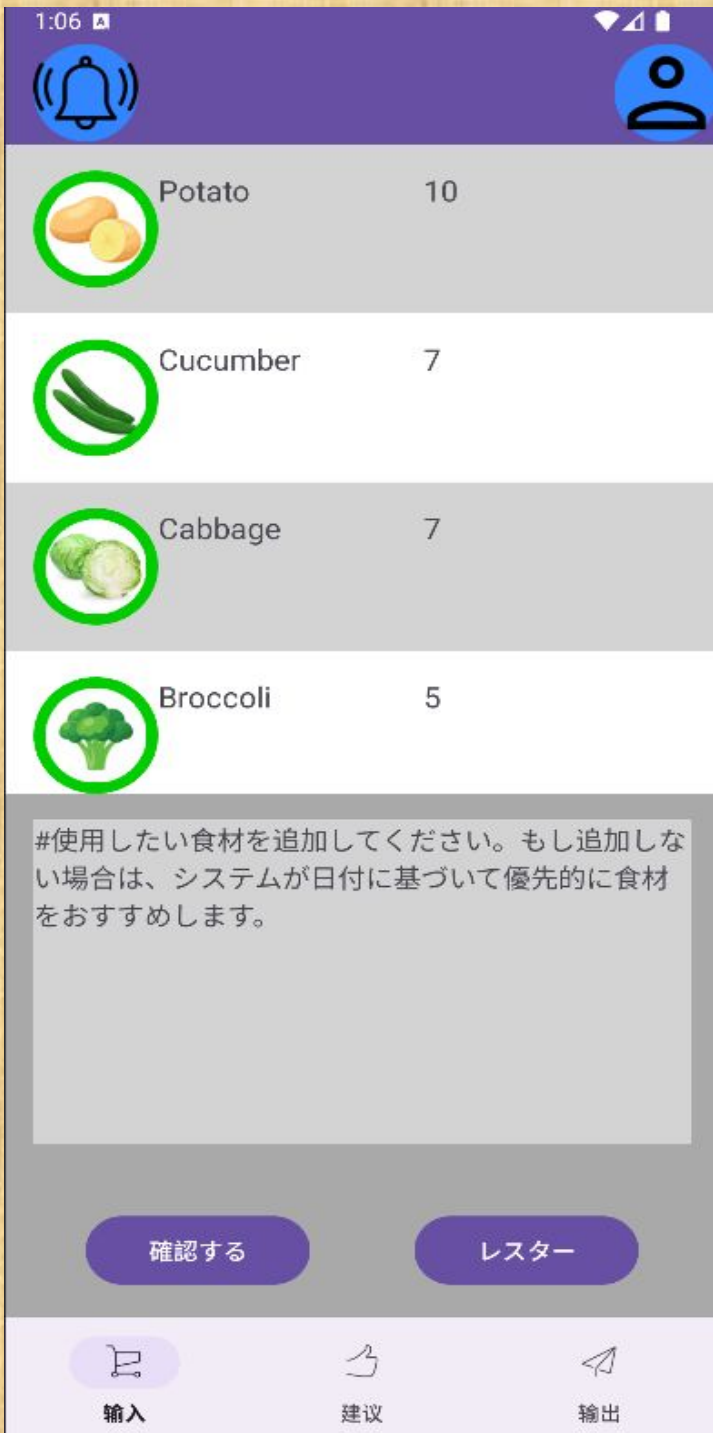 1:06 A
Potato 10
Cucumber 7
Cabbage 7
Broccoli 5
#使用したい食材を追加してください。もし追加しな
い場合は、システムが日付に基づいて優先的に食材
をおすすめします。
確認する レスター
输入 建议 输出